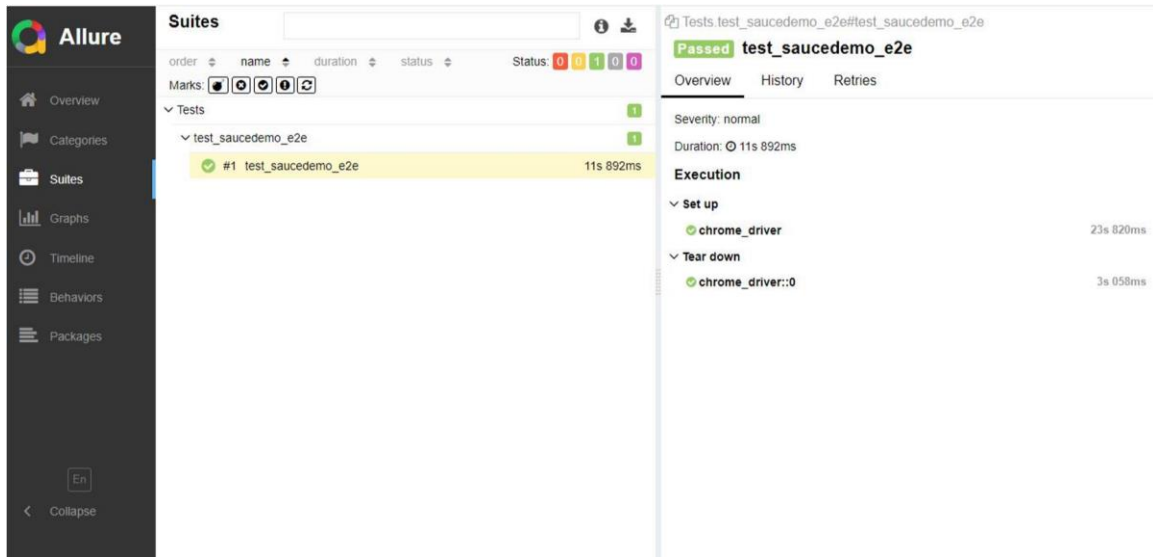 Allure
Overview
Categories
Suites
Graphs
Timeline
Behaviors
Packages
En
Collapse
Suites
order name duration status Status: 0 0 1 0 0
Marks:
Tests 1
test_saucedemo_e2e 1
#1 test_saucedemo_e2e 11s 892ms
Tests.test_saucedemo_e2e#test_saucedemo_e2e
Passed test_saucedemo_e2e
Overview History Retries
Severity: normal
Duration: 11s 892ms
Execution
Set up
chrome_driver 23s 820ms
Tear down
chrome_driver::0 3s 058ms